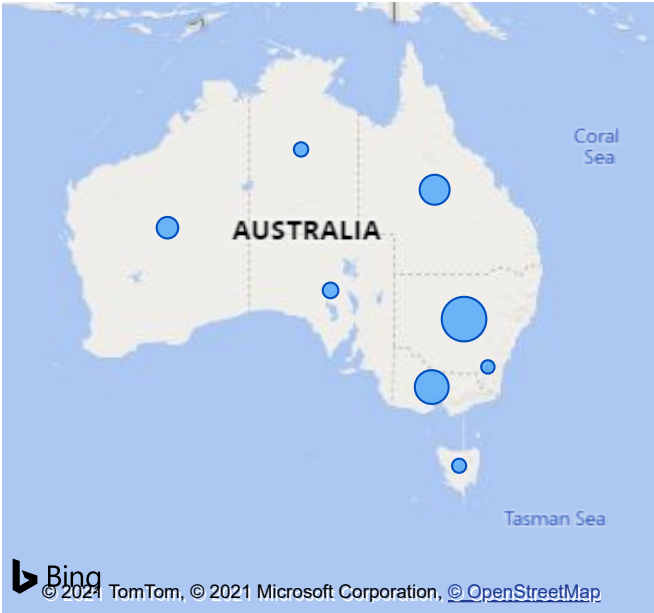 Coral
Sea
AUSTRALIA
Tasman Sea
Bing
© 2021 TomTom, © 2021 Microsoft Corporation, © OpenStreetMap